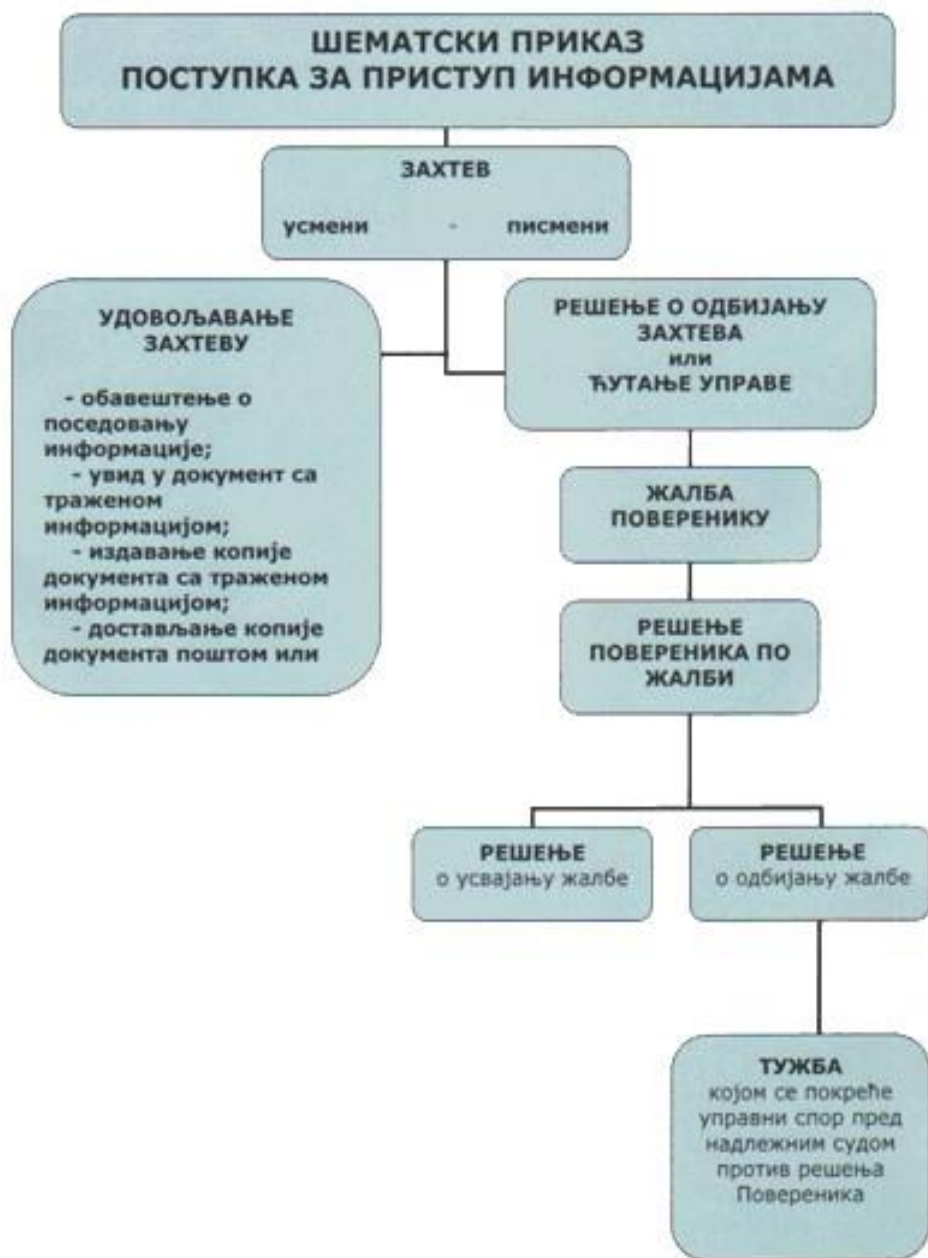 ШЕМАТСКИ ПРИКАЗ
ПОСТУПКА ЗА ПРИСТУП ИНФОРМАЦИЈАМА
ЗАХТЕВ
усмени - писмени
УДОВОЉАВАЊЕ
ЗАХТЕВУ
- обавештење о
поседовању
информације;
- увид у документ са
траженом
информацијом;
- издавање копије
документа са траженом
информацијом;
- достављање копије
документа поштом или
РЕШЕЊЕ О ОДБИЈАЊУ
ЗАХТЕВА
или
ЋУТАЊЕ УПРАВЕ
ЖАЛБА
ПОВЕРЕНИКУ
РЕШЕЊЕ
ПОВЕРЕНИКА ПО
ЖАЛБИ
РЕШЕЊЕ
о усвајању жалбе
РЕШЕЊЕ
о одбијању жалбе
ТУЖБА
којом се покреће
управни спор пред
надлежним судом
против решења
Повереника